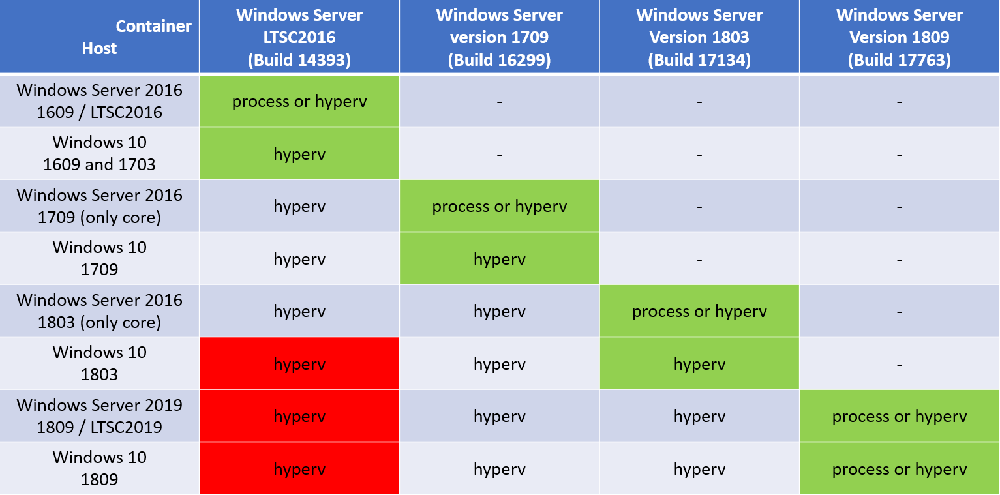 Container
Host
Windows Server
LTSC2016
(Build 14393)
Windows Server
version 1709
(Build 16299)
Windows Server
Version 1803
(Build 17134)
Windows Server
Version 1809
(Build 17763)
Windows Server 2016
1609 / LTSC2016
process or hyperv
-
-
-
Windows 10
1609 and 1703
hyperv
-
-
-
Windows Server 2016
1709 (only core)
hyperv
process or hyperv
-
-
Windows 10
1709
hyperv
hyperv
-
-
Windows Server 2016
1803 (only core)
hyperv
hyperv
process or hyperv
-
Windows 10
1803
hyperv
hyperv
hyperv
-
Windows Server 2019
1809 / LTSC2019
hyperv
hyperv
hyperv
process or hyperv
Windows 10
1809
hyperv
hyperv
hyperv
process or hyperv